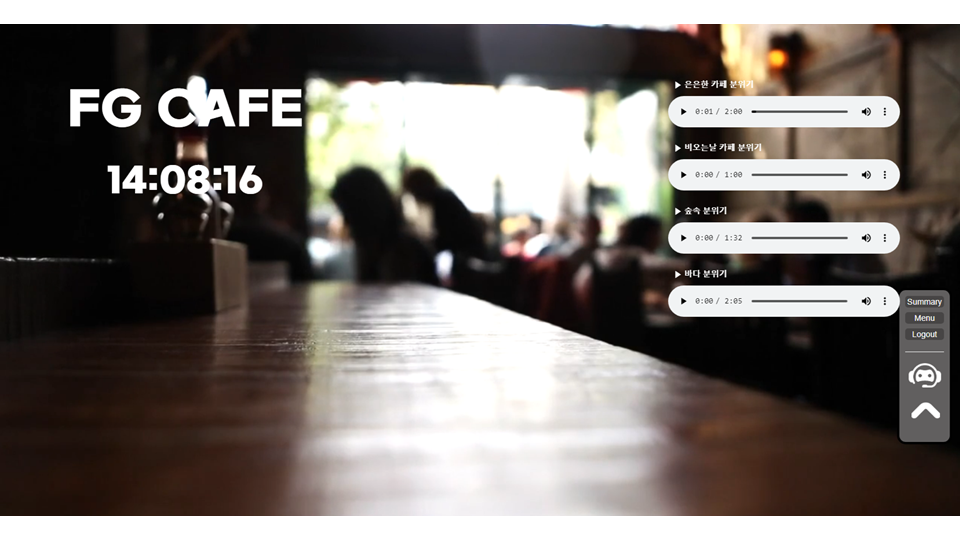 FG CAFE
14:08:16
▶ 은은한 카페 분위기
0:01 / 2:00
▶ 비오는날 카페 분위기
0:00 / 1:00
▶ 숲속 분위기
0:00 / 1:32
▶ 바다 분위기
0:00 / 2:05
Summary
Menu
Logout